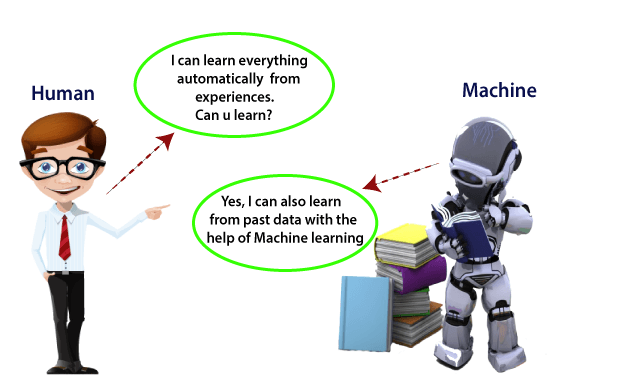 Human
I can learn everything
automatically from
experiences.
Can u learn?
Machine
Yes, I can also learn
from past data with the
help of Machine learning